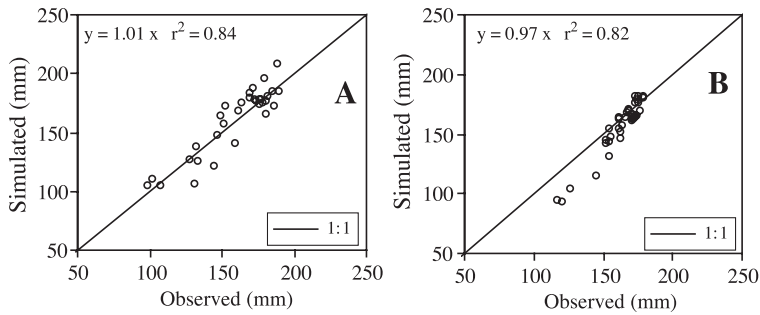 y = 1.01 x r² = 0.84
A
250
200
150
100
50
Simulated (mm)
1:1
50 100 150 200 250
Observed (mm)
y = 0.97 x r² = 0.82
B
250
200
150
100
50
Simulated (mm)
1:1
50 100 150 200 250
Observed (mm)